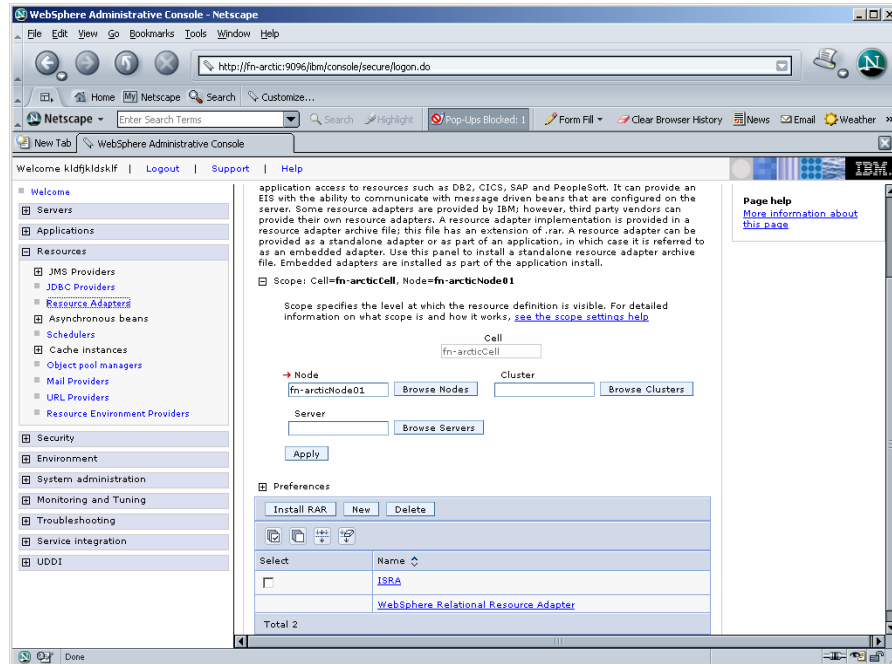 WebSphere Administrative Console - Netscape
File Edit View Go Bookmarks Tools Window Help
http://fn-arctic:9096/ibm/console/secure/logon.do
N
Home My Netscape Search Customize...
Netscape Enter Search Terms Search Highlight Pop-Ups Blocked: 1 Form Fill Clear Browser History News Email Weather »
New Tab WebSphere Administrative Console
Welcome kldfjkldsklf | Logout | Support | Help
IBM.
Welcome
Servers
Applications
Resources
JMS Providers
JDBC Providers
Resource Adapters
Asynchronous beans
Schedulers
Cache instances
Object pool managers
Mail Providers
URL Providers
Resource Environment Providers
Security
Environment
System administration
Monitoring and Tuning
Troubleshooting
Service integration
UDDI
application access to resources such as DB2, CICS, SAP and PeopleSoft. It can provide an
EIS with the ability to communicate with message driven beans that are configured on the
server. Some resource adapters are provided by IBM; however, third party vendors can
provide their own resource adapters. A resource adapter implementation is provided in a
resource adapter archive file; this file has an extension of .rar. A resource adapter can be
provided as a standalone adapter or as part of an application, in which case it is referred to
as an embedded adapter. Use this panel to install a standalone resource adapter archive
file. Embedded adapters are installed as part of the application install.
Scope: Cell=fn-arcticCell, Node=fn-arcticNode01
Scope specifies the level at which the resource definition is visible. For detailed
information on what scope is and how it works, see the scope settings help
Cell
fn-arcticCell
Node Cluster
fn-arcticNode01 Browse Nodes Browse Clusters
Server
Browse Servers
Apply
Preferences
Install RAR New Delete
Select Name
ISRA
WebSphere Relational Resource Adapter
Total 2
Page help
More information about
this page
Done